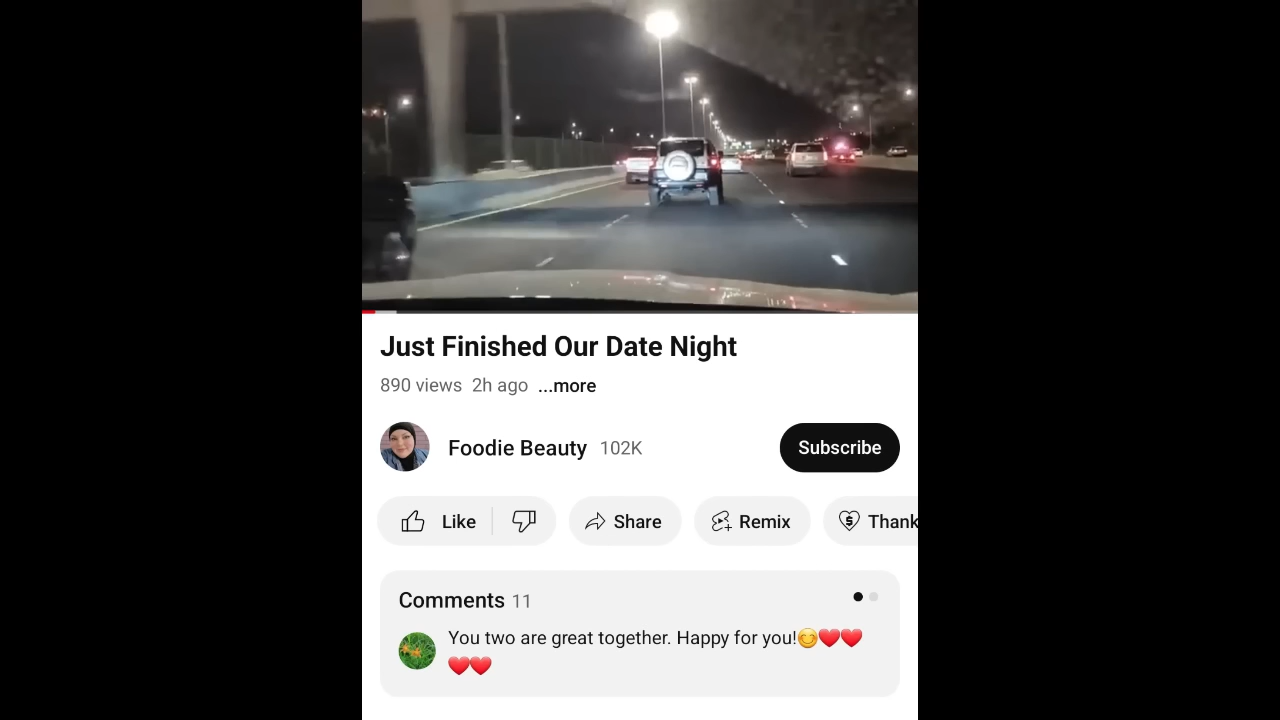 Just Finished Our Date Night
890 views 2h ago ...more
Foodie Beauty 102K
Subscribe
Like
Share
Remix
Thank
Comments 11
You two are great together. Happy for you!😊❤️❤️
❤️❤️